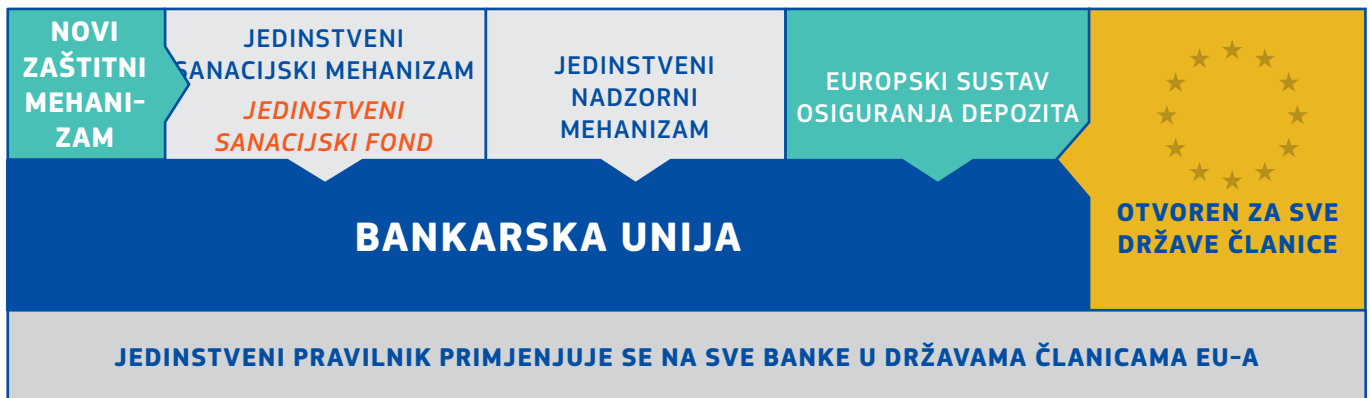 NOVI
ZAŠTITNI
MEHANI-
ZAM
JEDINSTVENI
SANACIJSKI MEHANIZAM
JEDINSTVENI
SANACIJSKI FOND
JEDINSTVENI
NADZORNI
MEHANIZAM
EUROPSKI SUSTAV
OSIGURANJA DEPOZITA
OTVOREN ZA SVE
DRŽAVE ČLANICE
BANKARSKA UNIJA
JEDINSTVENI PRAVILNIK PRIMJENJUJE SE NA SVE BANKE U DRŽAVAMA ČLANICAMA EU-A